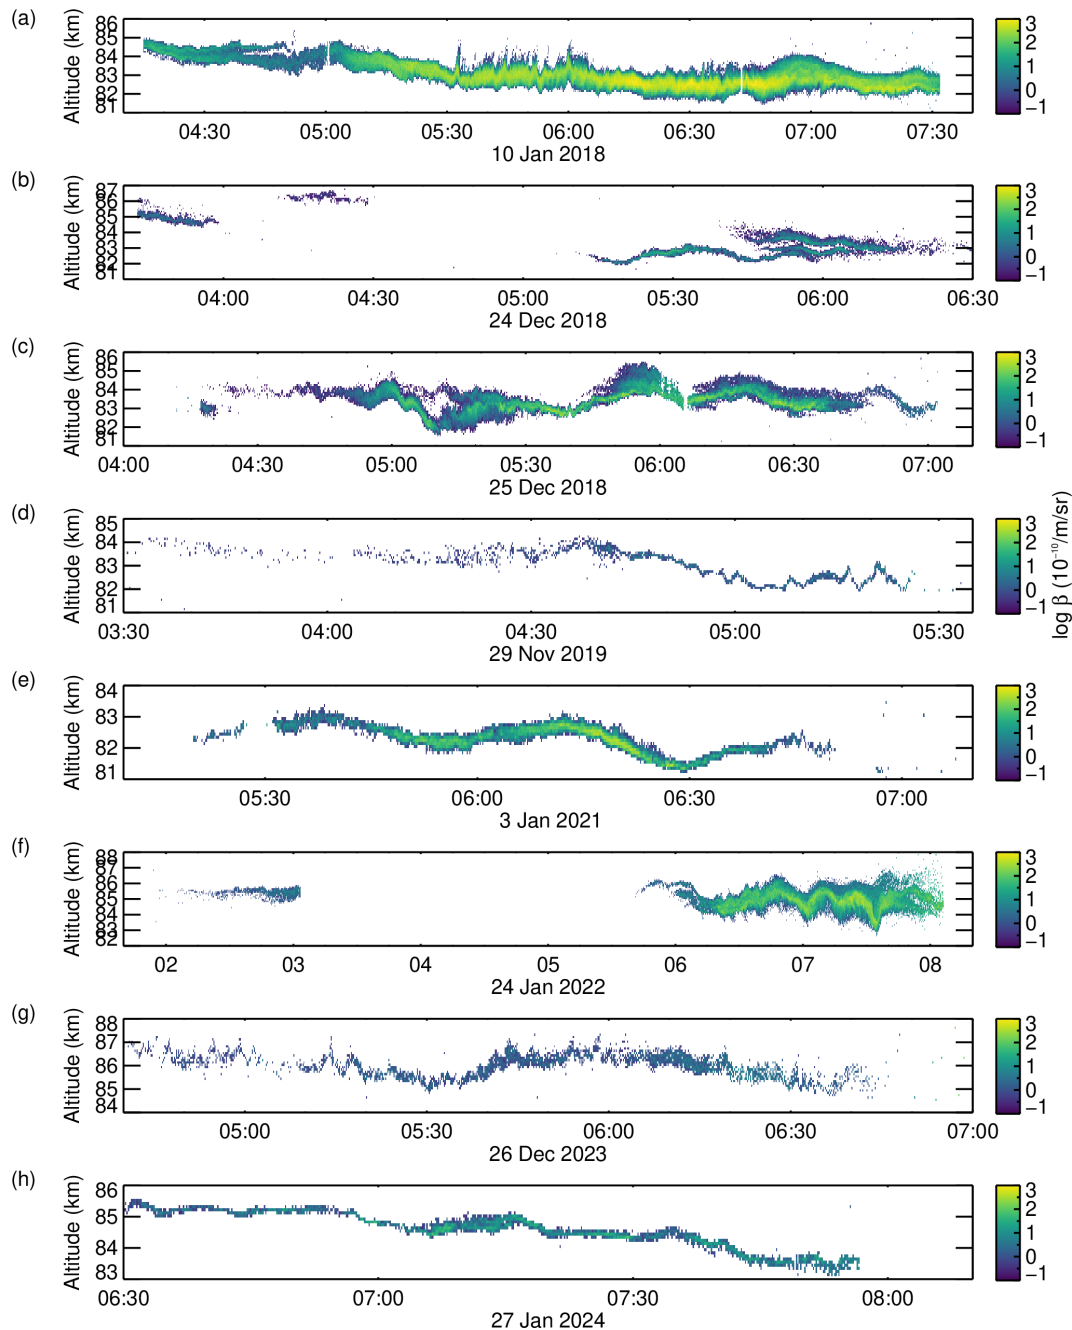 (a)
Altitude (km)
86
85
84
83
82
81
04:30 05:00 05:30 06:00 06:30 07:00 07:30
10 Jan 2018
3
2
1
0
−1
(b)
Altitude (km)
87
86
85
84
83
82
81
04:00 04:30 05:00 05:30 06:00 06:30
24 Dec 2018
3
2
1
0
−1
(c)
Altitude (km)
86
85
84
83
82
81
04:00 04:30 05:00 05:30 06:00 06:30 07:00
25 Dec 2018
3
2
1
0
−1
(d)
Altitude (km)
85
84
83
82
81
03:30 04:00 04:30 05:00 05:30
29 Nov 2019
3
2
1
0
−1
log β (10⁻¹⁰/m/sr)
(e)
Altitude (km)
84
83
82
81
05:30 06:00 06:30 07:00
3 Jan 2021
3
2
1
0
−1
(f)
Altitude (km)
88
87
86
85
84
83
82
02 03 04 05 06 07 08
24 Jan 2022
3
2
1
0
−1
(g)
Altitude (km)
88
87
86
85
84
05:00 05:30 06:00 06:30 07:00
26 Dec 2023
3
2
1
0
−1
(h)
Altitude (km)
86
85
84
83
06:30 07:00 07:30 08:00
27 Jan 2024
3
2
1
0
−1